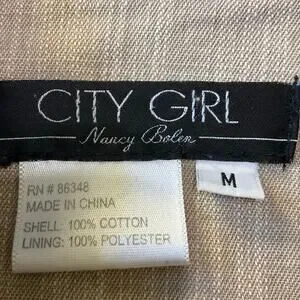 CITY GIRL
Nancy Bolen
RN # 86348
MADE IN CHINA
SHELL: 100% COTTON
LINING: 100% POLYESTER
M